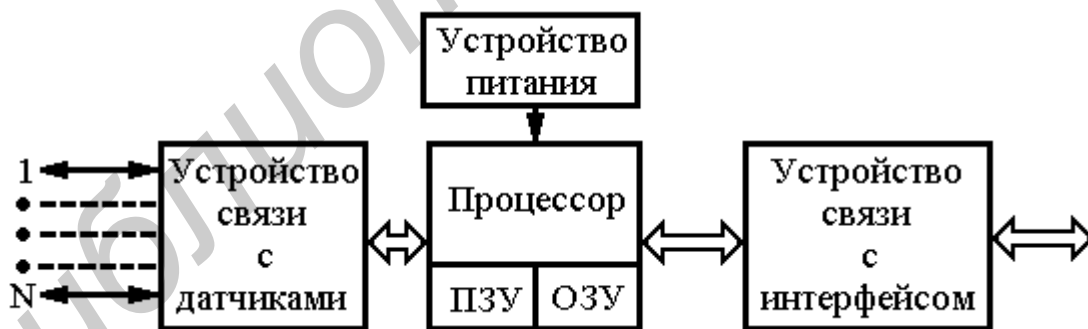 Устройство
питания
1
N
Устройство
связи
с
датчиками
Процессор
ПЗУ
ОЗУ
Устройство
связи
с
интерфейсом